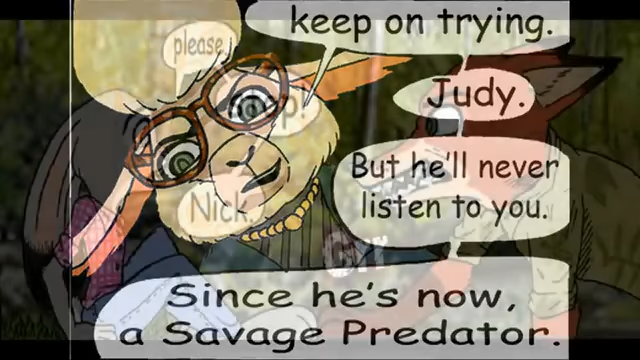 keep on trying.
please
Judy.
But he'll never
listen to you.
Nick.
Grr
Since he's now,
a Savage Predator.